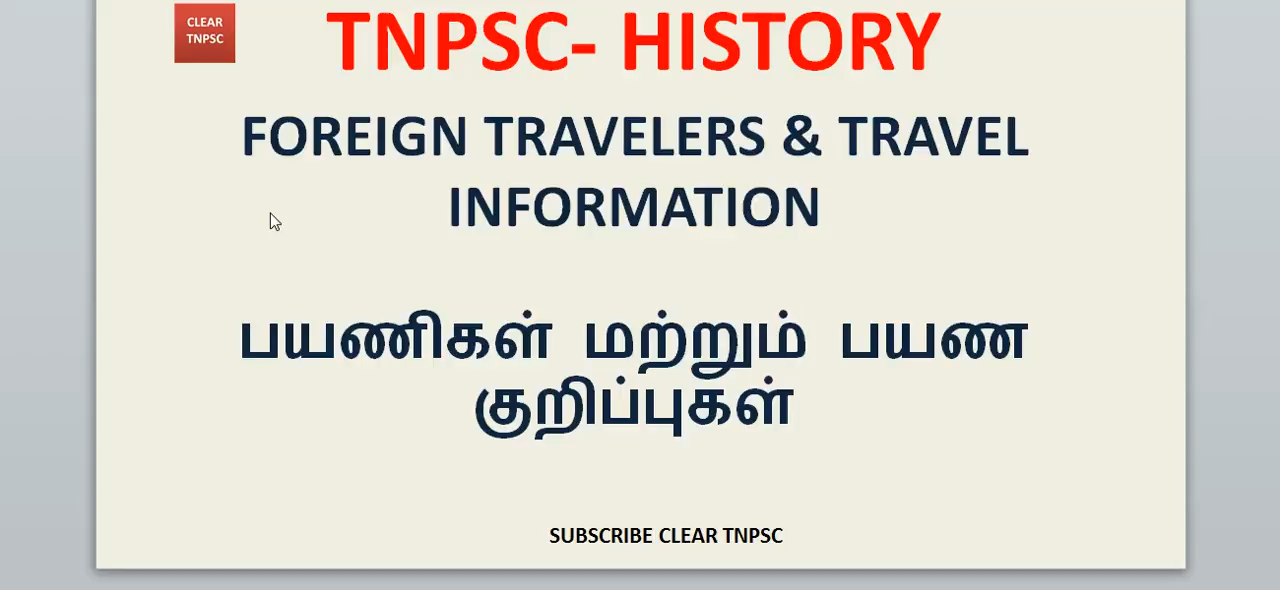 CLEAR
TNPSC
TNPSC- HISTORY
FOREIGN TRAVELERS & TRAVEL
INFORMATION
பயணிகள் மற்றும் பயண
குறிப்புகள்
SUBSCRIBE CLEAR TNPSC